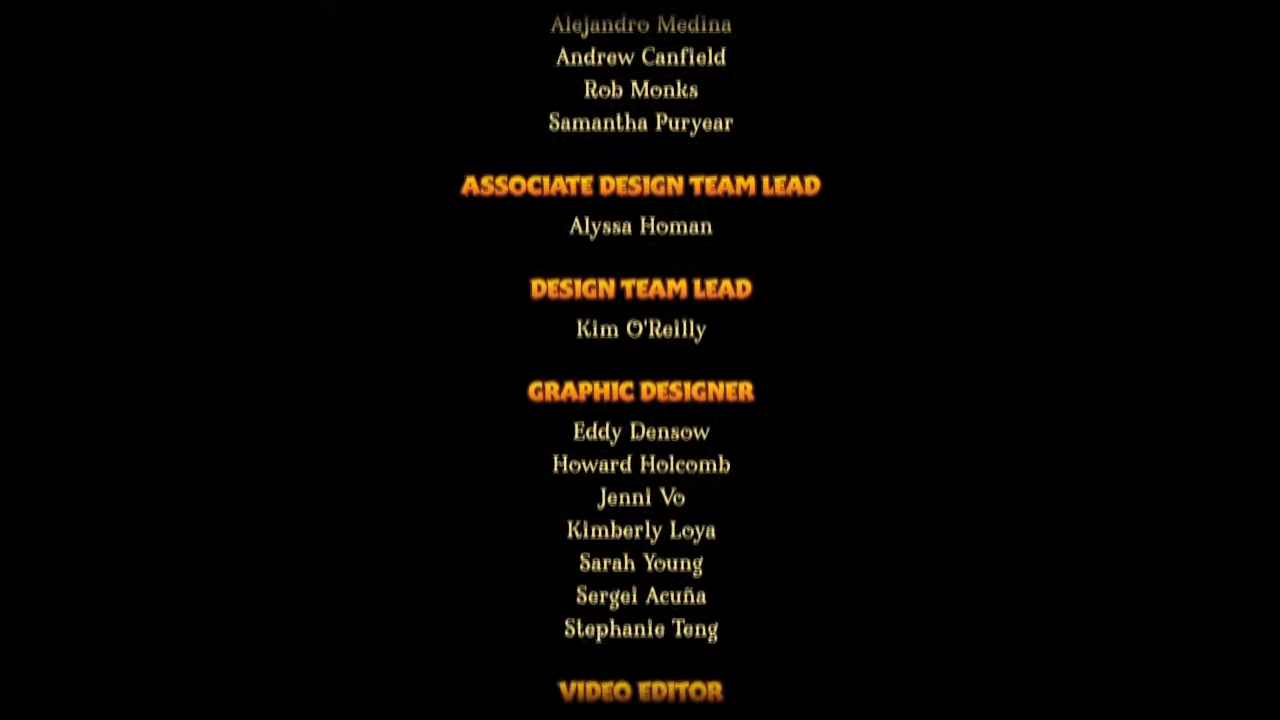 Alejandro Medina
Andrew Canfield
Rob Monks
Samantha Puryear
ASSOCIATE DESIGN TEAM LEAD
Alyssa Homan
DESIGN TEAM LEAD
Kim O'Reilly
GRAPHIC DESIGNER
Eddy Densow
Howard Holcomb
Jenni Vo
Kimberly Loya
Sarah Young
Sergei Acuña
Stephanie Teng
VIDEO EDITOR